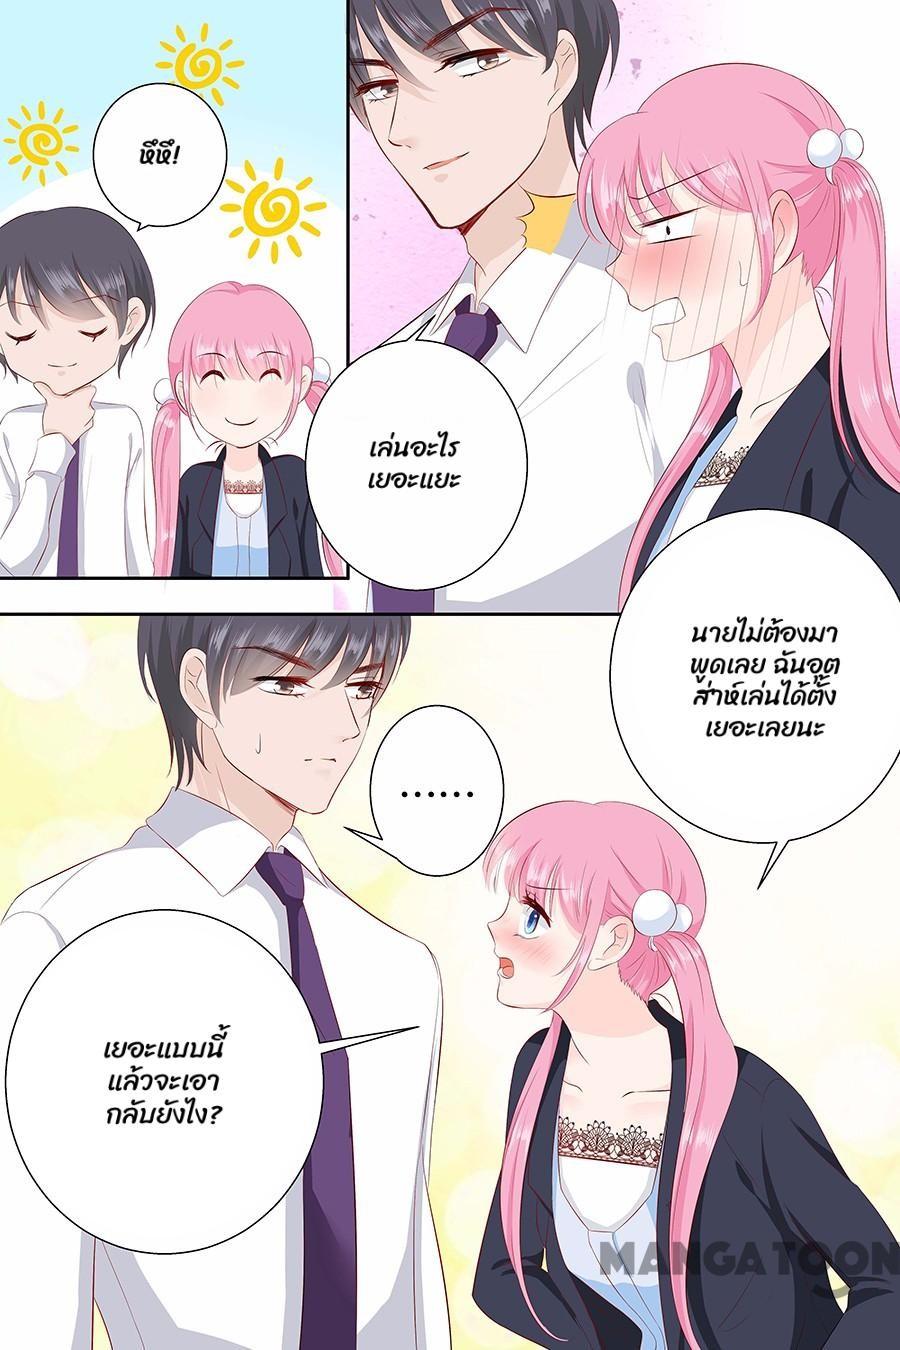 หึหึ!
เล่นอะไร
เยอะแยะ
นายไม่ต้องมา
พูดเลย ฉันอุต
ส่าห์เล่นได้ตั้ง
เยอะเลยนะ
......
เยอะแบบนี้
แล้วจะเอา
กลับยังไง?
MANGATOON